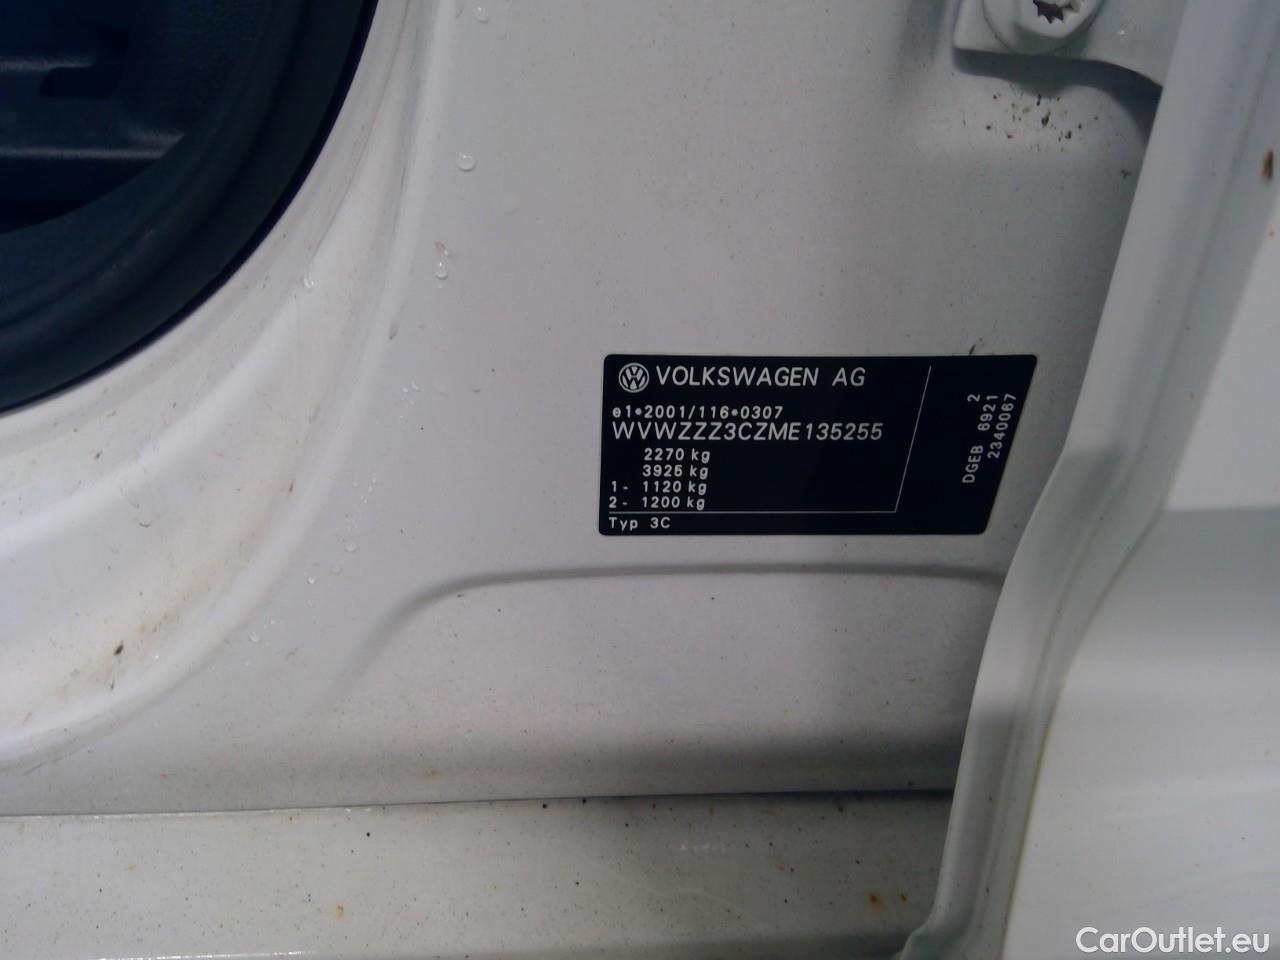 VOLKSWAGEN AG
e1*2001/116*0307
WVWZZZ3CZME135255
2270 kg
3925 kg
1- 1120 kg
2- 1200 kg
Typ 3C
2
DGEB 6921
2340067
CarOutlet.eu